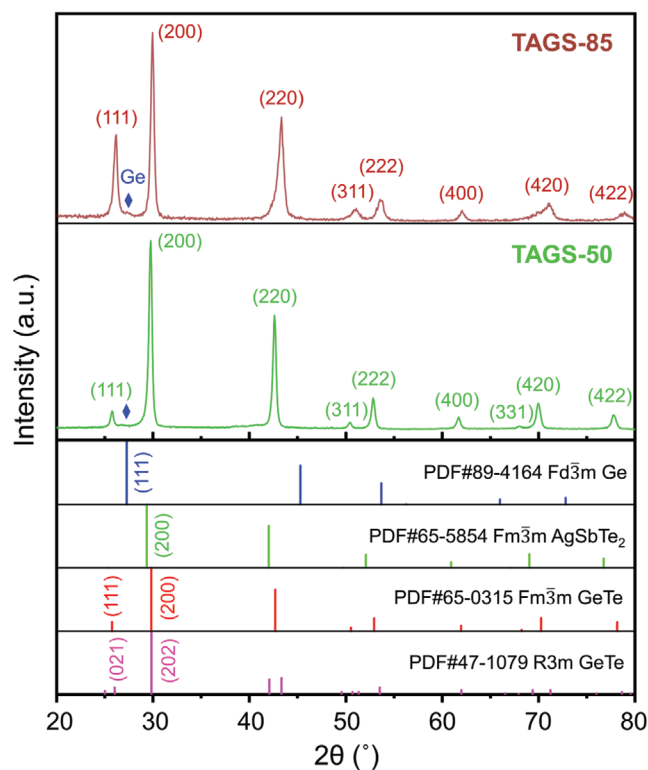 TAGS-85
(200)
(111)
Ge
(220)
(311)
(222)
(400)
(420)
(422)
TAGS-50
(200)
(111)
(220)
(311)
(222)
(400)
(331)
(420)
(422)
Intensity (a.u.)
(111)
PDF#89-4164 Fd3̄m Ge
(200)
PDF#65-5854 Fm3̄m AgSbTe₂
(111)
(200)
PDF#65-0315 Fm3̄m GeTe
(021)
(202)
PDF#47-1079 R3m GeTe
20 30 40 50 60 70 80
2θ (°)